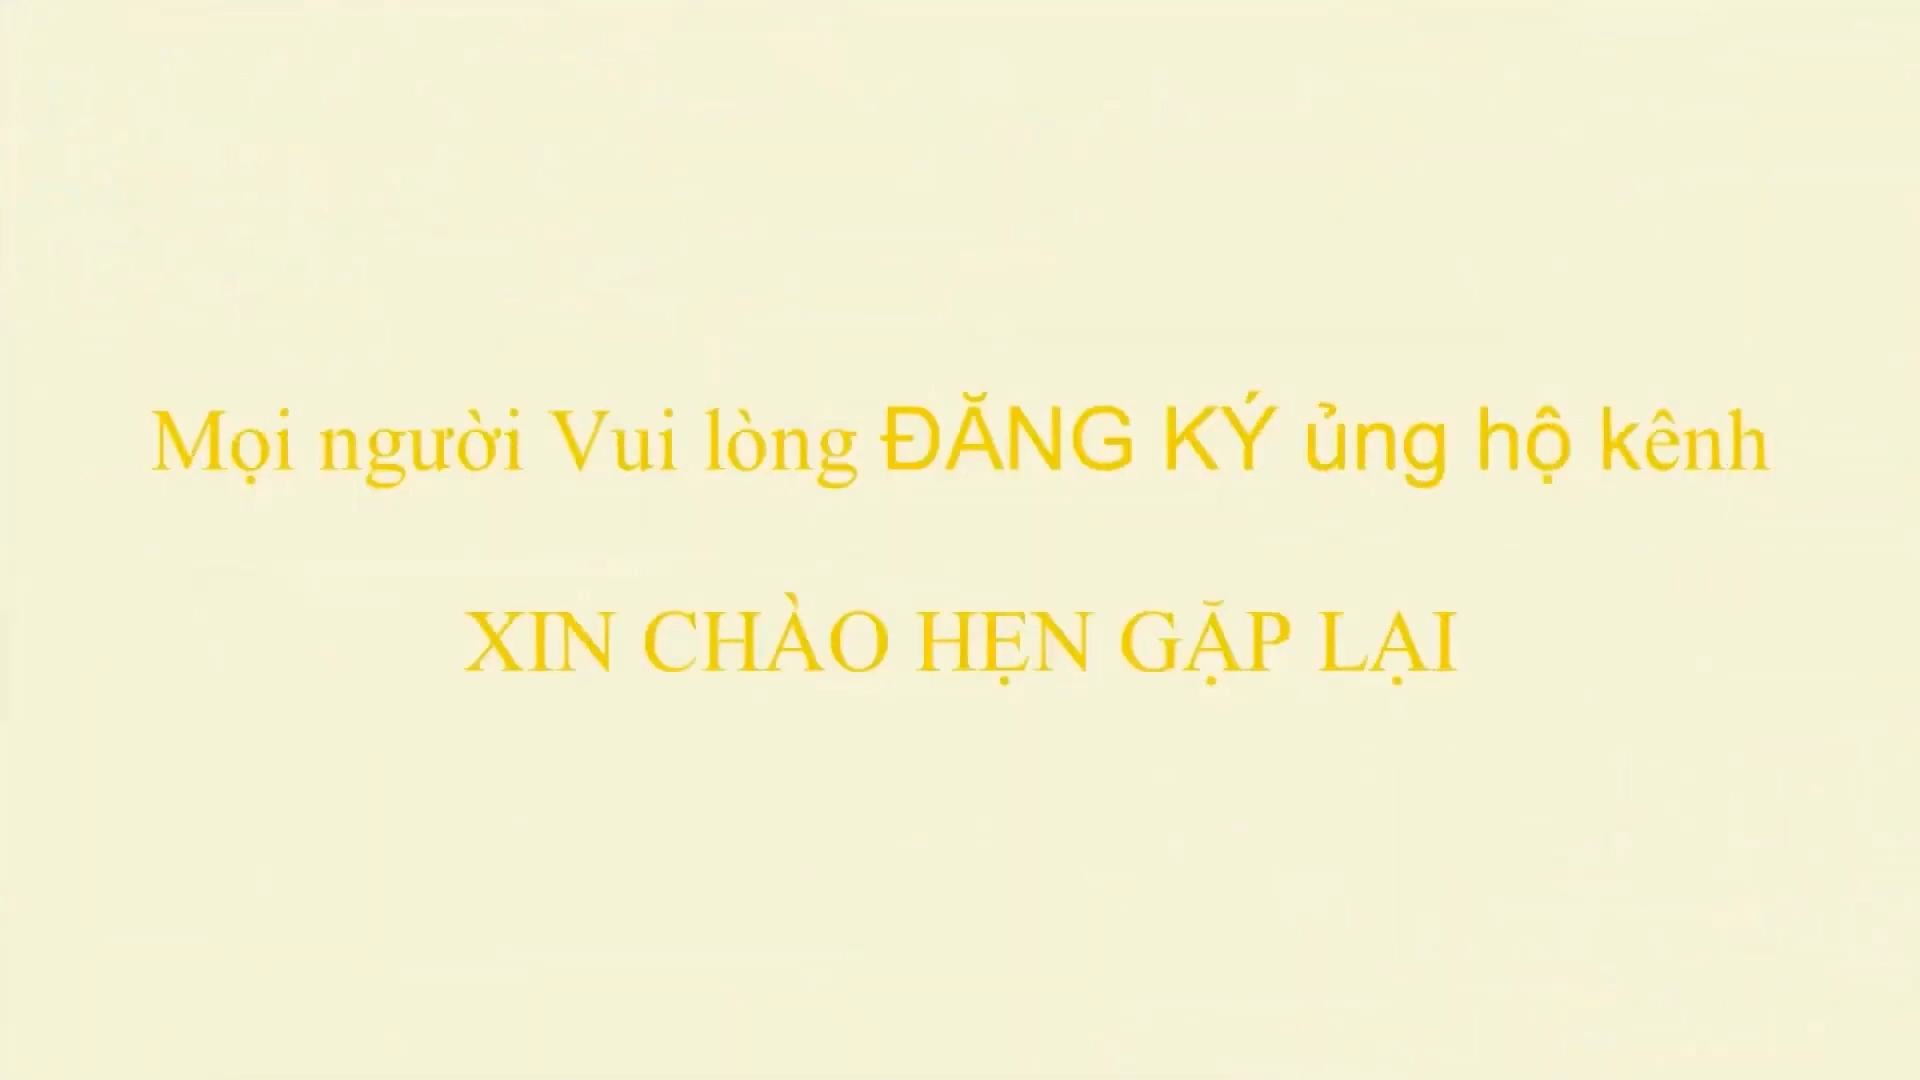 Mọi người Vui lòng ĐĂNG KÝ ủng hộ kênh
XIN CHÀO HẸN GẶP LẠI